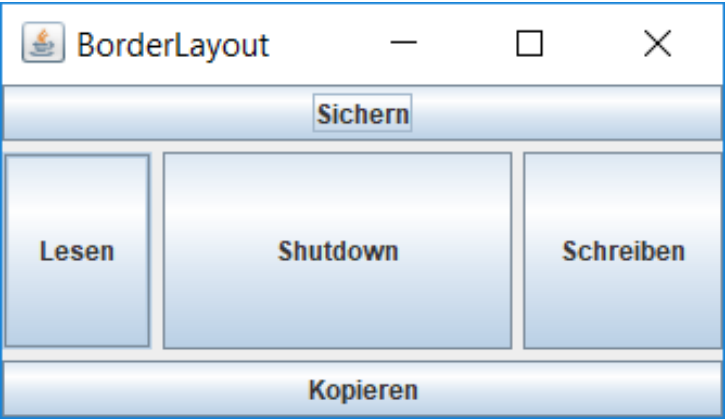 BorderLayout
Sichern
Lesen Shutdown Schreiben
Kopieren